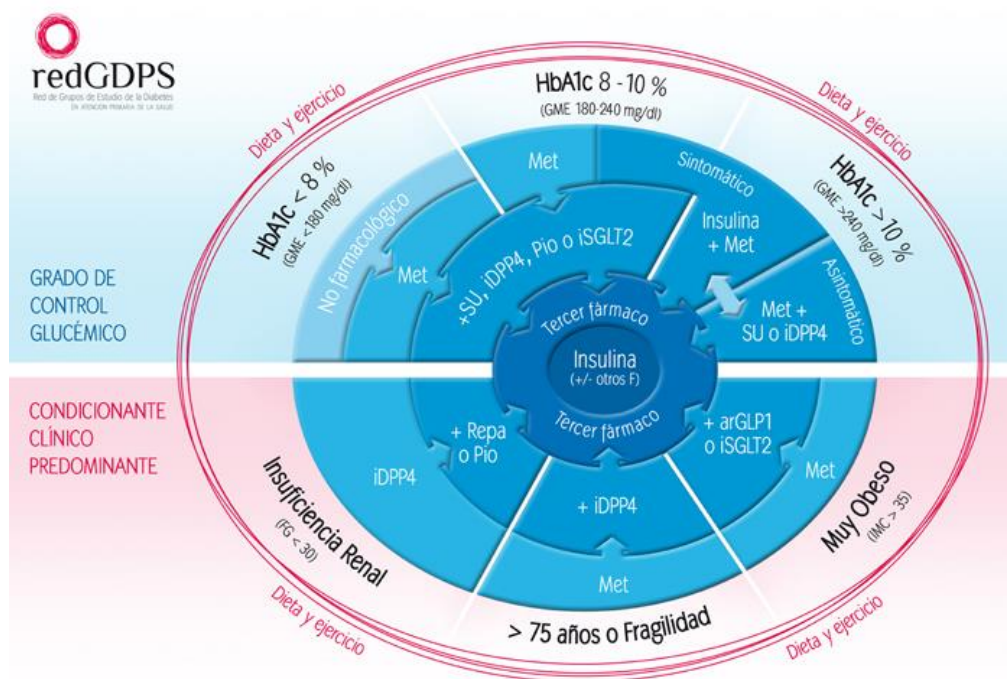 redGDPS
Red de Grupos de Estudio de la Diabetes
EN ATENCIÓN PRIMARIA DE LA SALUD
GRADO DE
CONTROL
GLUCÉMICO
Dieta y ejercicio
HbA1c < 8 %
(GME <180 mg/dl)
HbA1c 8 - 10 %
(GME 180-240 mg/dl)
Dieta y ejercicio
HbA1c > 10 %
(GME >240 mg/dl)
No farmacológico
Met
Met
+SU, iDPP4, Pio o iSGLT2
Sintomático
Insulina
+ Met
Asintomático
Met +
SU o iDPP4
Tercer fàrmaco
Insulina
(+/- otros F)
Tercer fàrmaco
CONDICIONANTE
CLÍNICO
PREDOMINANTE
Insuficiencia Renal
(FG < 30)
iDPP4
+ Repa
o Pio
+ iDPP4
Met
> 75 años o Fragilidad
+ arGLP1
o iSGLT2
Met
Muy Obeso
(IMC > 35)
Dieta y ejercicio
Dieta y ejercicio